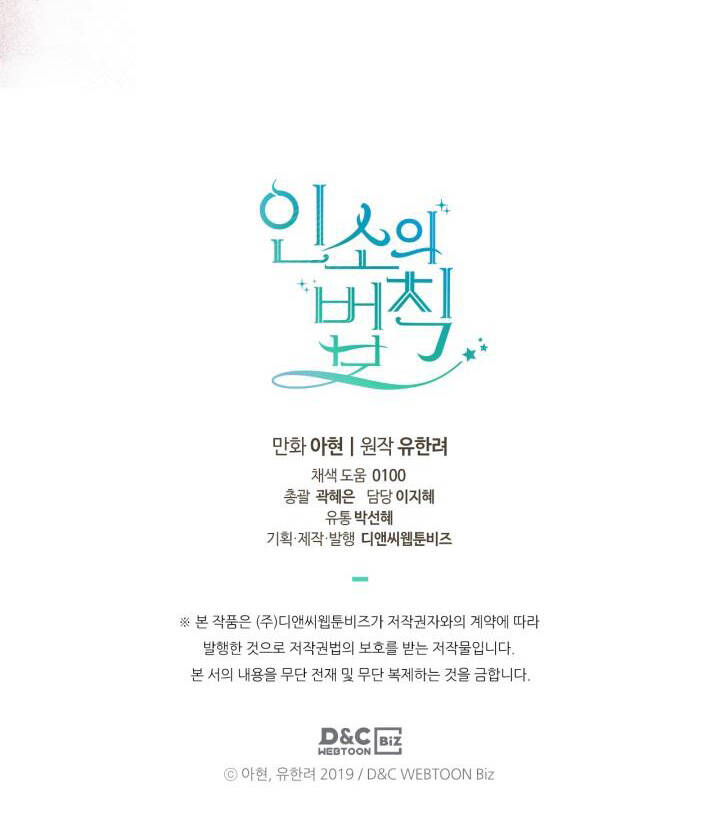 인소의
법칙
만화 아현 | 원작 유한려
채색 도움 0100
총괄 곽혜은 담당 이지혜
유통 박선혜
기획·제작·발행 디앤씨웹툰비즈
※ 본 작품은 (주)디앤씨웹툰비즈가 저작권자와의 계약에 따라
발행한 것으로 저작권법의 보호를 받는 저작물입니다.
본 서의 내용을 무단 전재 및 무단 복제하는 것을 금합니다.
D&C
WEBTOON BiZ
ⓒ 아현, 유한려 2019 / D&C WEBTOON Biz